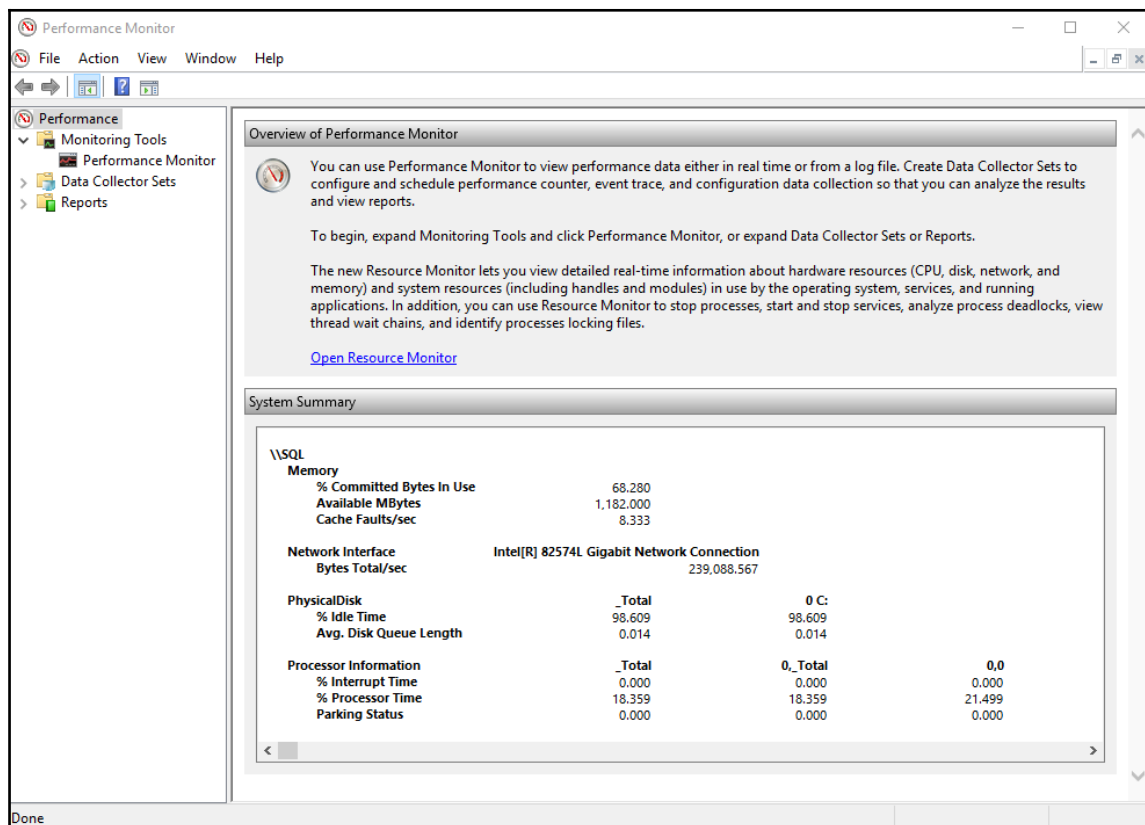 Performance Monitor
File Action View Window Help
Performance
Monitoring Tools
Performance Monitor
Data Collector Sets
Reports
Overview of Performance Monitor
You can use Performance Monitor to view performance data either in real time or from a log file. Create Data Collector Sets to
configure and schedule performance counter, event trace, and configuration data collection so that you can analyze the results
and view reports.
To begin, expand Monitoring Tools and click Performance Monitor, or expand Data Collector Sets or Reports.
The new Resource Monitor lets you view detailed real-time information about hardware resources (CPU, disk, network, and
memory) and system resources (including handles and modules) in use by the operating system, services, and running
applications. In addition, you can use Resource Monitor to stop processes, start and stop services, analyze process deadlocks, view
thread wait chains, and identify processes locking files.
Open Resource Monitor
System Summary
\\SQL
Memory
% Committed Bytes In Use 68.280
Available MBytes 1,182.000
Cache Faults/sec 8.333
Network Interface Intel[R] 82574L Gigabit Network Connection
Bytes Total/sec 239,088.567
PhysicalDisk _Total 0 C:
% Idle Time 98.609 98.609
Avg. Disk Queue Length 0.014 0.014
Processor Information _Total 0,_Total 0,0
% Interrupt Time 0.000 0.000 0.000
% Processor Time 18.359 18.359 21.499
Parking Status 0.000 0.000 0.000
Done